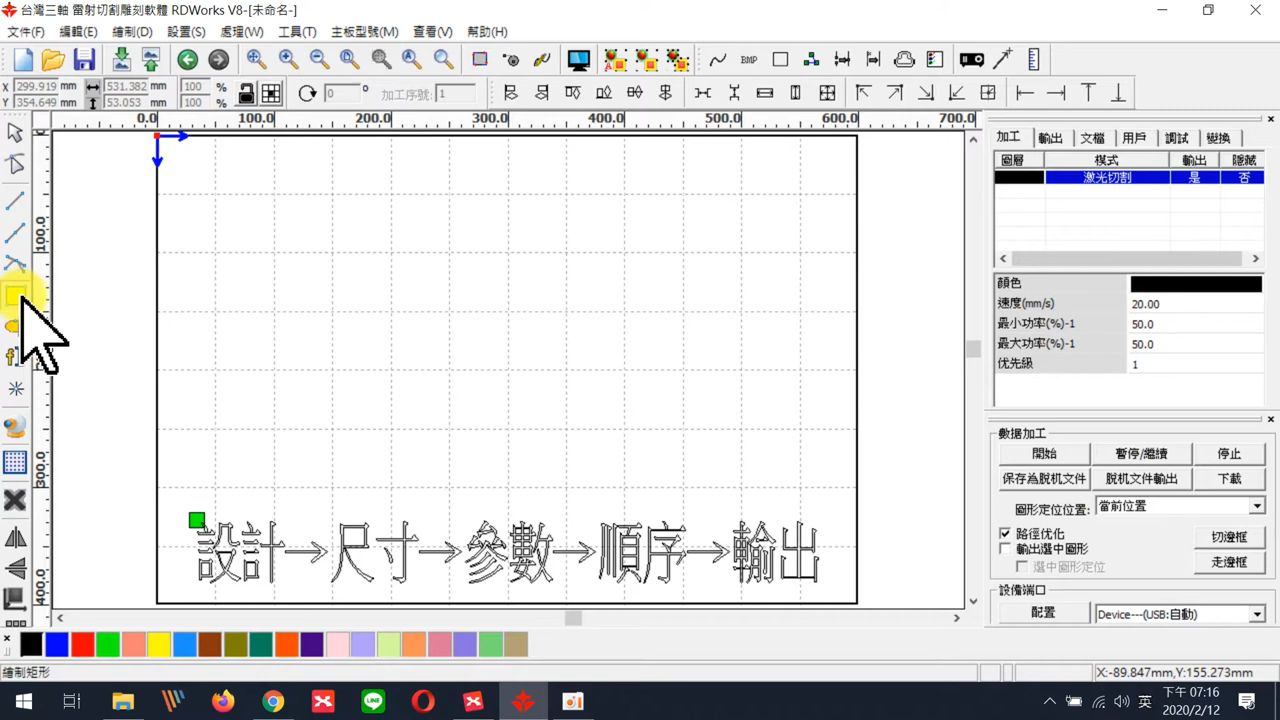 台灣三軸 雷射切割雕刻軟體 RDWorks V8-[未命名-]
文件(F) 編輯(E) 繪制(D) 設置(S) 處理(W) 工具(T) 主板型號(M) 查看(V) 幫助(H)
BMP
X 299.919 mm 531.382 mm 100 %
Y 354.649 mm 53.053 mm 100 %
0 ° 加工序號: 1
0.0 100.0 200.0 300.0 400.0 500.0 600.0 700.0
100.0
300.0
400.0
設計→尺寸→參數→順序→輸出
加工 輸出 文檔 用戶 調試 變換
圖層 模式 輸出 隱藏
激光切割 是 否
顏色
速度(mm/s) 20.00
最小功率(%)-1 50.0
最大功率(%)-1 50.0
优先級 1
數据加工
開始 暫停/繼續 停止
保存為脫机文件 脫机文件輸出 下載
圖形定位位置: 當前位置
路徑优化 切邊框
輸出選中圖形
選中圖形定位 走邊框
設備端口
配置 Device---(USB:自動)
繪制矩形 X:-89.847mm Y:155.273mm
英 下午 07:16
2020/2/12